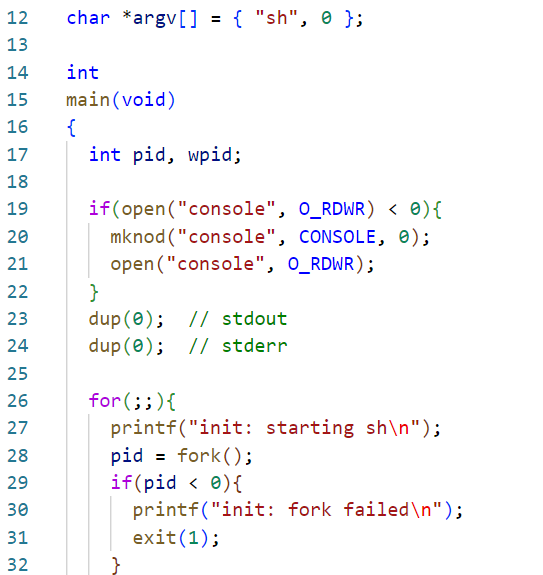 12 char *argv[] = { "sh", 0 };
13
14 int
15 main(void)
16 {
17   int pid, wpid;
18
19   if(open("console", O_RDWR) < 0){
20     mknod("console", CONSOLE, 0);
21     open("console", O_RDWR);
22   }
23   dup(0);  // stdout
24   dup(0);  // stderr
25
26   for(;;){
27     printf("init: starting sh\n");
28     pid = fork();
29     if(pid < 0){
30       printf("init: fork failed\n");
31       exit(1);
32     }